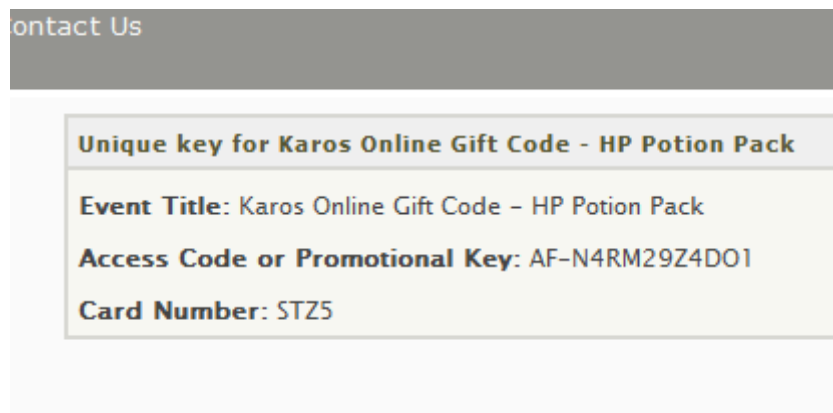 ontact Us
Unique key for Karos Online Gift Code - HP Potion Pack
Event Title: Karos Online Gift Code – HP Potion Pack
Access Code or Promotional Key: AF-N4RM29Z4DO1
Card Number: STZ5